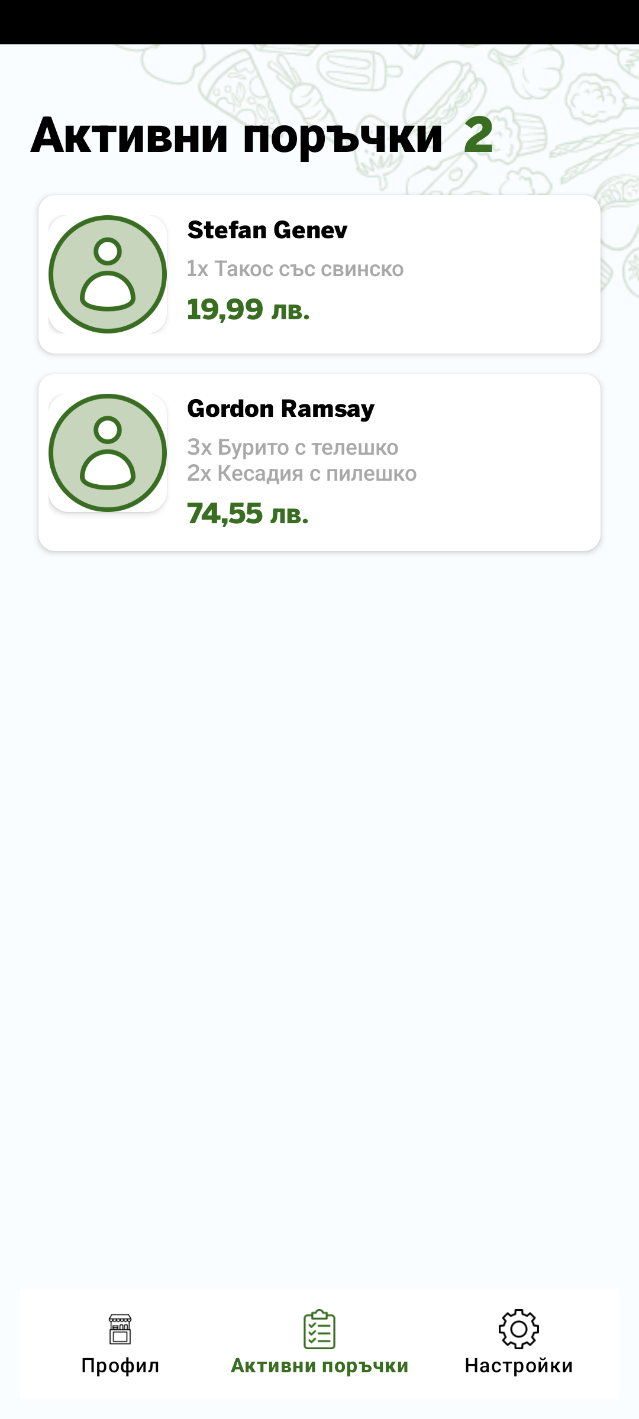 Активни поръчки 2
Stefan Genev
1x Такос със свинско
19,99 лв.
Gordon Ramsay
3x Бурито с телешко
2x Кесадия с пилешко
74,55 лв.
Профил
Активни поръчки
Настройки